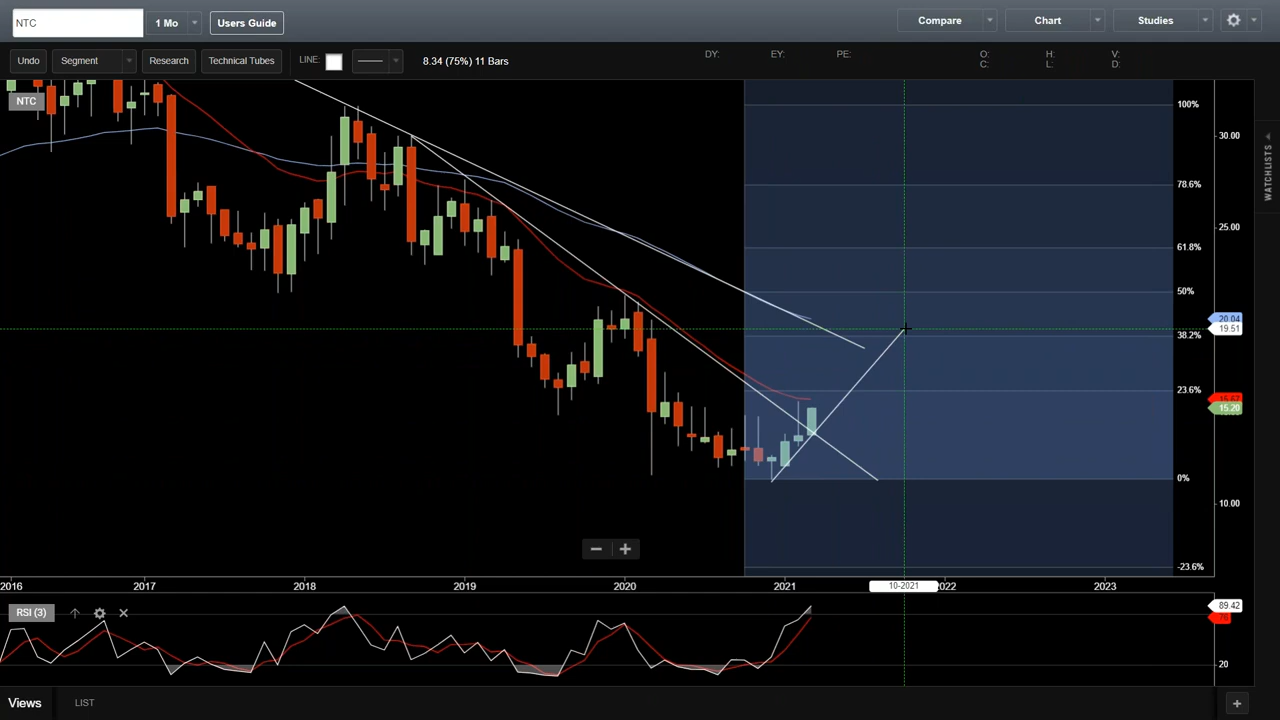 NTC 1 Mo Users Guide Compare Chart Studies
Undo Segment Research Technical Tubes LINE: 8.34 (75%) 11 Bars DY: EY: PE: O: H: V:
C: L: D:
NTC
100%
30.00
WATCHLISTS
78.6%
25.00
61.8%
50%
20.04
19.51
38.2%
23.6%
15.67
15.20
0%
10.00
-23.6%
2016 2017 2018 2019 2020 2021 10-2021 2022 2023
RSI (3)
89.42
76
20
Views LIST